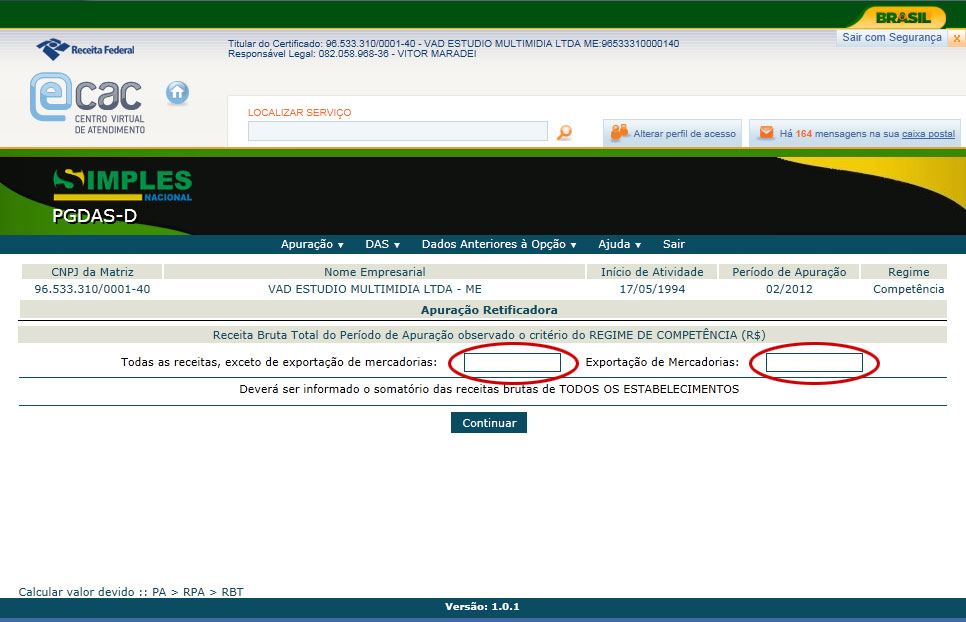 BRASIL
Sair com Segurança x
Receita Federal
Titular do Certificado: 96.533.310/0001-40 - VAD ESTUDIO MULTIMIDIA LTDA ME:96533310000140
Responsável Legal: 082.058.968-36 - VITOR MARADEI
ecac
CENTRO VIRTUAL
DE ATENDIMENTO
LOCALIZAR SERVIÇO
Alterar perfil de acesso
Há 164 mensagens na sua caixa postal
SIMPLES
NACIONAL
PGDAS-D
Apuração DAS Dados Anteriores à Opção Ajuda Sair
CNPJ da Matriz Nome Empresarial Início de Atividade Período de Apuração Regime
96.533.310/0001-40 VAD ESTUDIO MULTIMIDIA LTDA - ME 17/05/1994 02/2012 Competência
Apuração Retificadora
Receita Bruta Total do Período de Apuração observado o critério do REGIME DE COMPETÊNCIA (R$)
Todas as receitas, exceto de exportação de mercadorias: Exportação de Mercadorias:
Deverá ser informado o somatório das receitas brutas de TODOS OS ESTABELECIMENTOS
Continuar
Calcular valor devido :: PA > RPA > RBT
Versão: 1.0.1